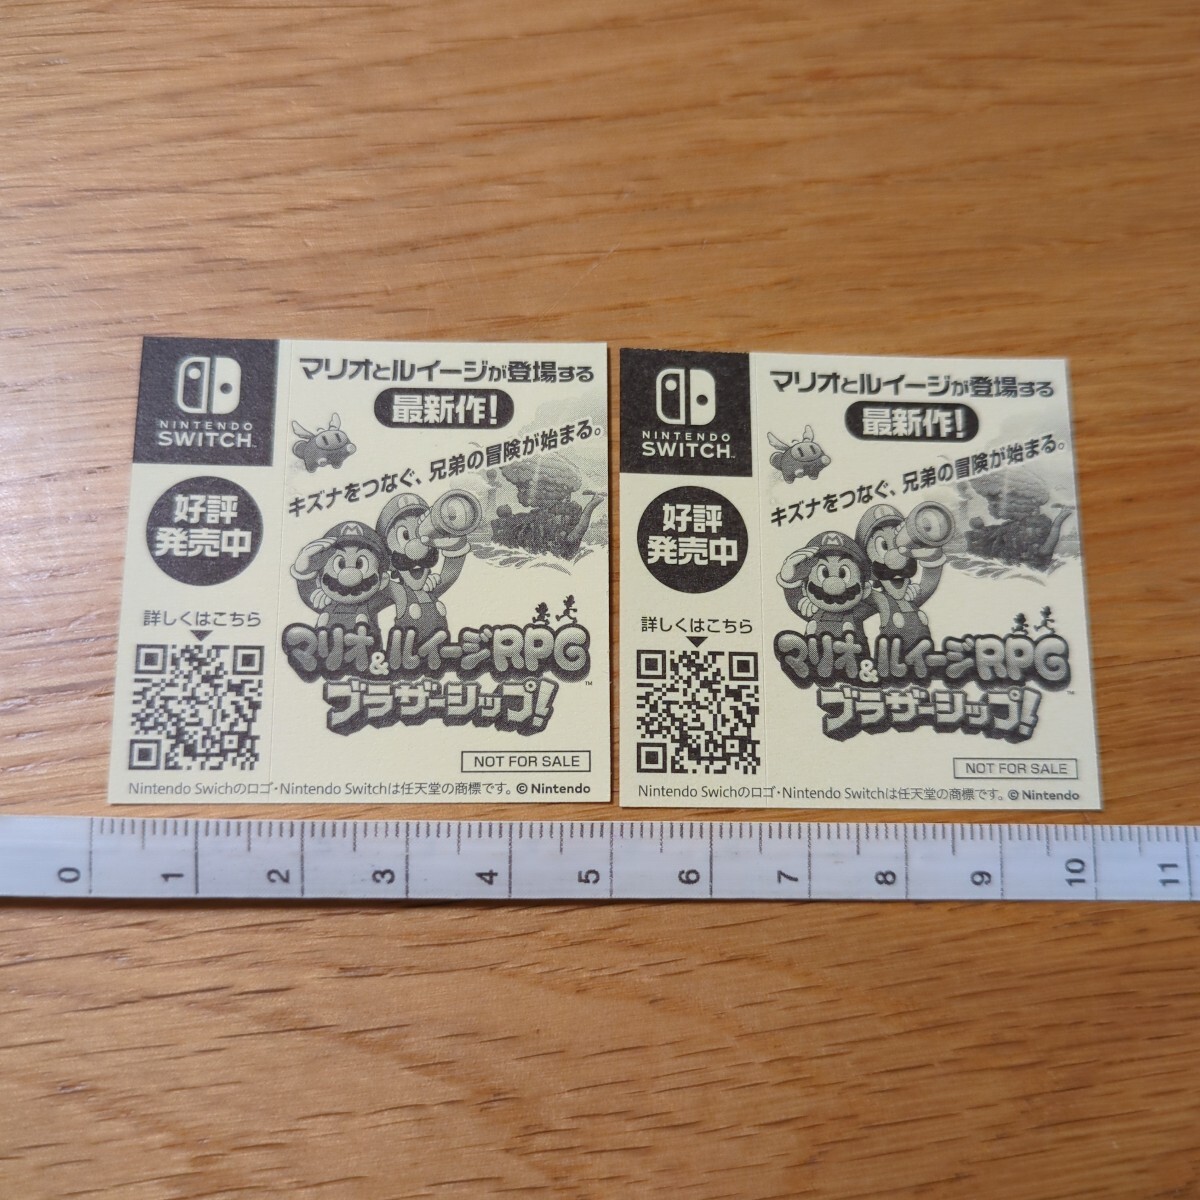 NINTENDO
SWITCH™
マリオとルイージが登場する
最新作!
キズナをつなぐ、兄弟の冒険が始まる。
好評
発売中
詳しくはこちら
マリオ&ルイージRPG
ブラザーシップ!™
NOT FOR SALE
Nintendo Swichのロゴ・Nintendo Switchは任天堂の商標です。 © Nintendo
NINTENDO
SWITCH™
マリオとルイージが登場する
最新作!
キズナをつなぐ、兄弟の冒険が始まる。
好評
発売中
詳しくはこちら
マリオ&ルイージRPG
ブラザーシップ!™
NOT FOR SALE
Nintendo Swichのロゴ・Nintendo Switchは任天堂の商標です。 © Nintendo
0 1 2 3 4 5 6 7 8 9 10 11